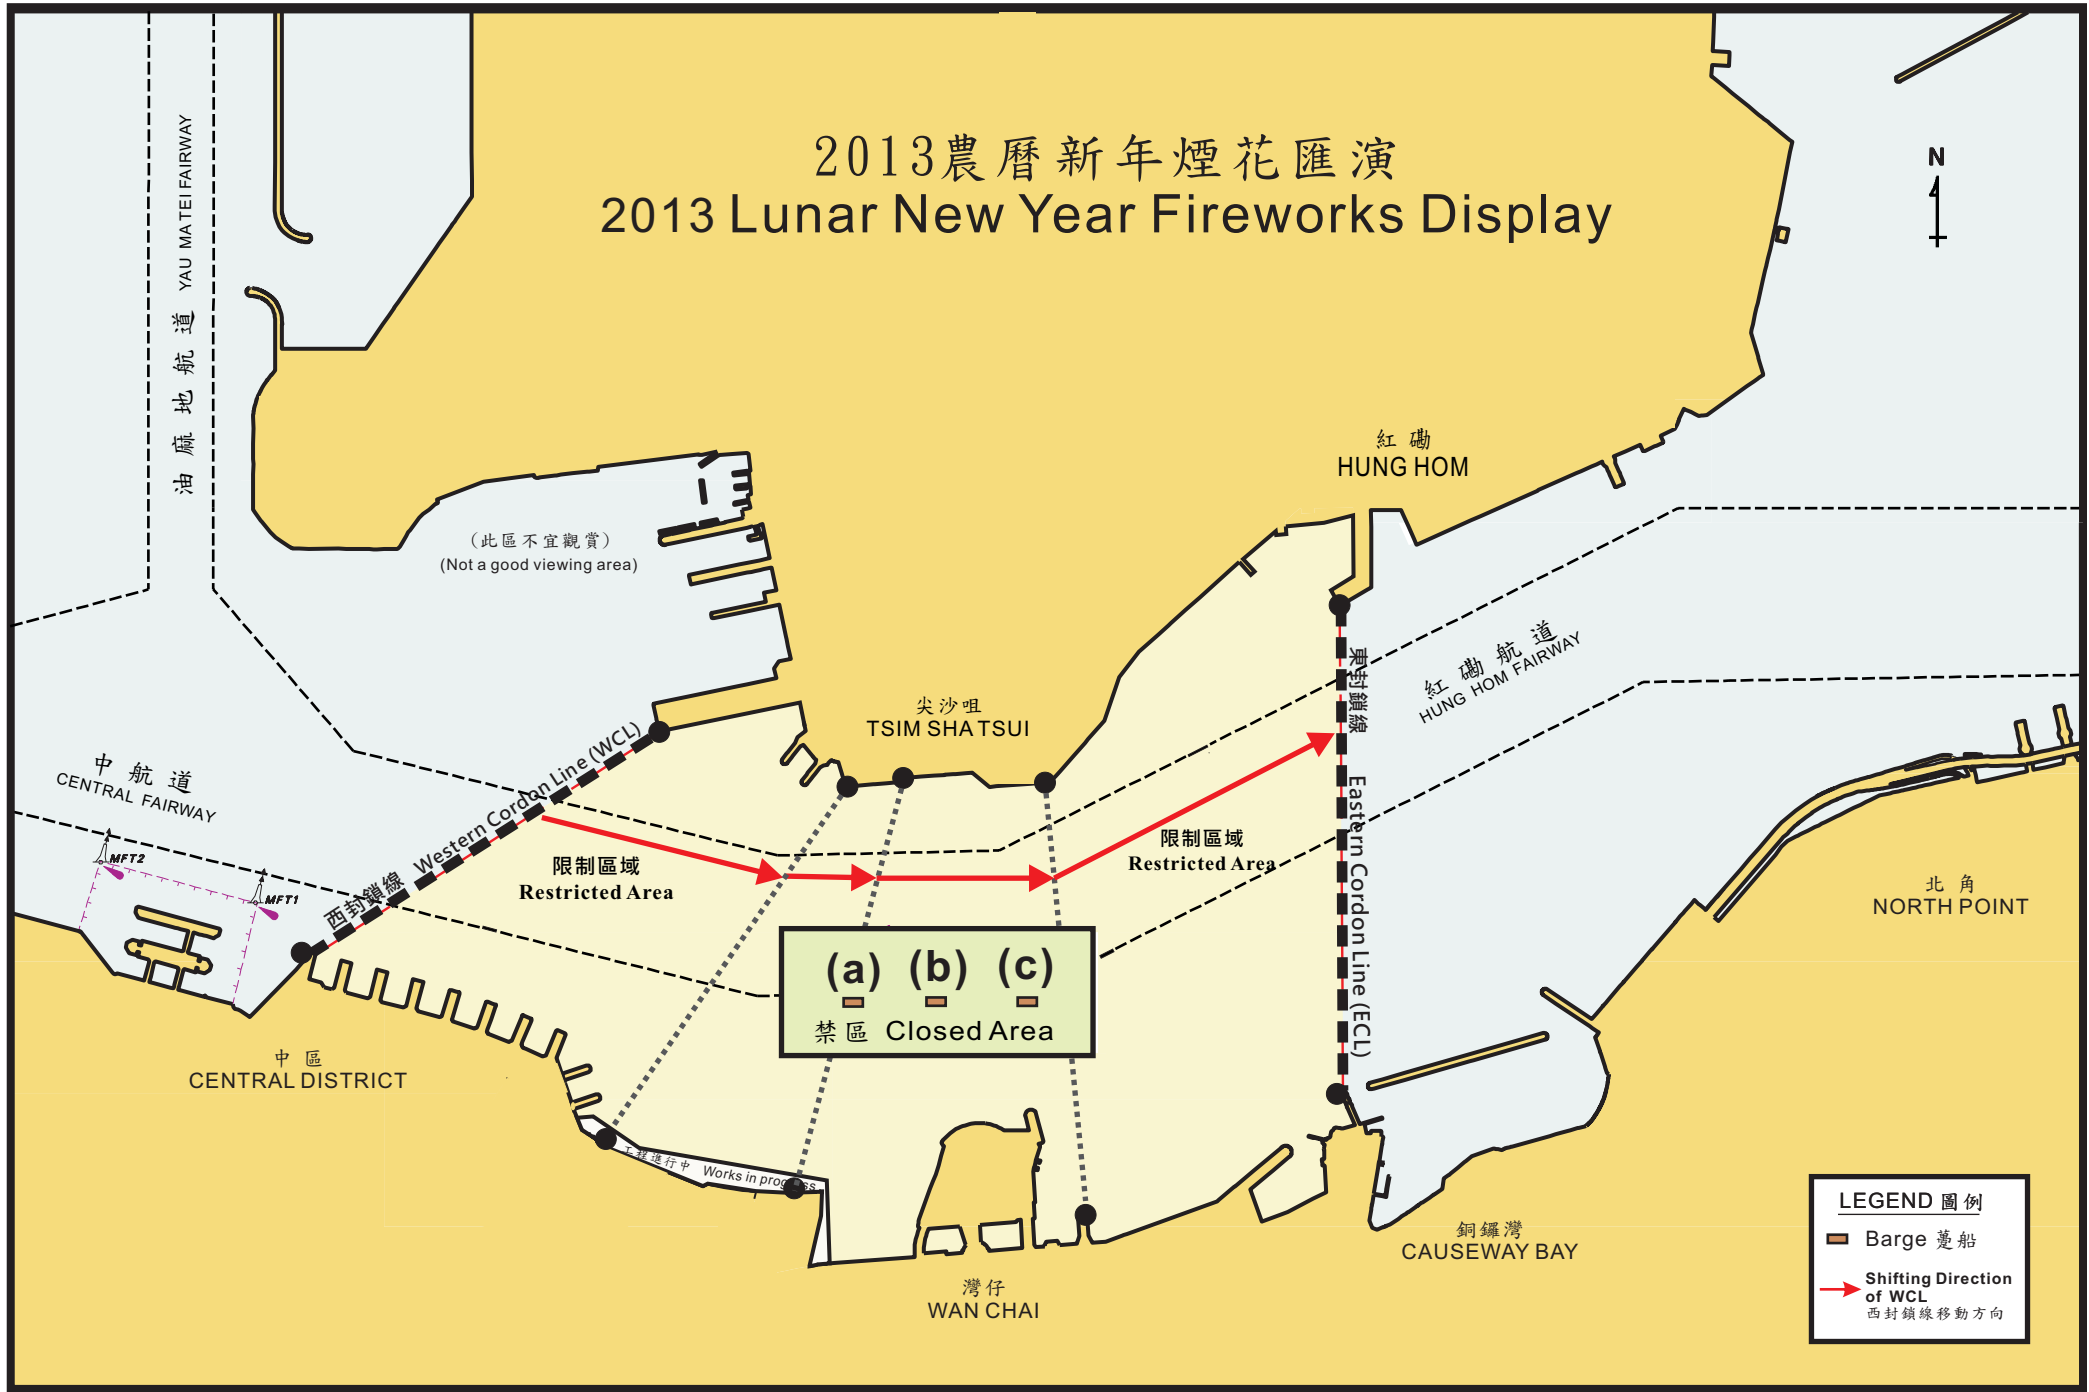 2013農曆新年煙花匯演
2013 Lunar New Year Fireworks Display
N
油麻地航道 YAU MA TEI FAIRWAY
紅磡
HUNG HOM
(此區不宜觀賞)
(Not a good viewing area)
紅磡航道
HUNG HOM FAIRWAY
東封鎖線 Eastern Cordon Line (ECL)
尖沙咀
TSIM SHA TSUI
中航道
CENTRAL FAIRWAY
西封鎖線 Western Cordon Line (WCL)
MFT2
MFT1
限制區域
Restricted Area
限制區域
Restricted Area
北角
NORTH POINT
(a) (b) (c)
禁區 Closed Area
中區
CENTRAL DISTRICT
工程進行中 Works in progress
銅鑼灣
CAUSEWAY BAY
灣仔
WAN CHAI
LEGEND 圖例
Barge 躉船
Shifting Direction
of WCL
西封鎖線移動方向